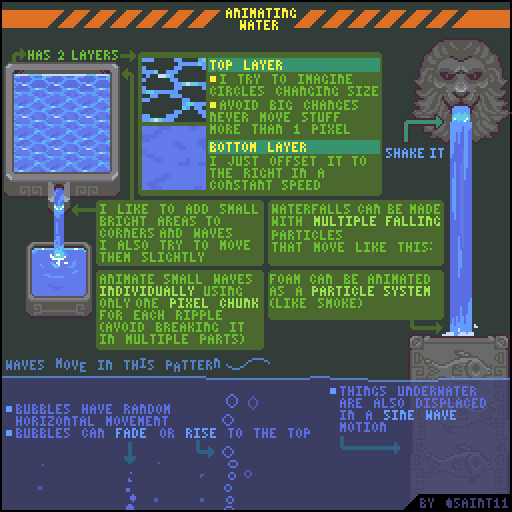 ANIMATING
WATER
HAS 2 LAYERS
TOP LAYER
I TRY TO IMAGINE
CIRCLES CHANGING SIZE
AVOID BIG CHANGES
NEVER MOVE STUFF
MORE THAN 1 PIXEL
BOTTOM LAYER
I JUST OFFSET IT TO
THE RIGHT IN A
CONSTANT SPEED
SHAKE IT
I LIKE TO ADD SMALL
BRIGHT AREAS TO
CORNERS AND WAVES
I ALSO TRY TO MOVE
THEM SLIGHTLY
WATERFALLS CAN BE MADE
WITH MULTIPLE FALLING
PARTICLES
THAT MOVE LIKE THIS:
ANIMATE SMALL WAVES
INDIVIDUALLY USING
ONLY ONE PIXEL CHUNK
FOR EACH RIPPLE
(AVOID BREAKING IT
IN MULTIPLE PARTS)
FOAM CAN BE ANIMATED
AS A PARTICLE SYSTEM
(LIKE SMOKE)
WAVES MOVE IN THIS PATTERN
BUBBLES HAVE RANDOM
HORIZONTAL MOVEMENT
BUBBLES CAN FADE OR RISE TO THE TOP
THINGS UNDERWATER
ARE ALSO DISPLACED
IN A SINE WAVE
MOTION
BY @SAINT11